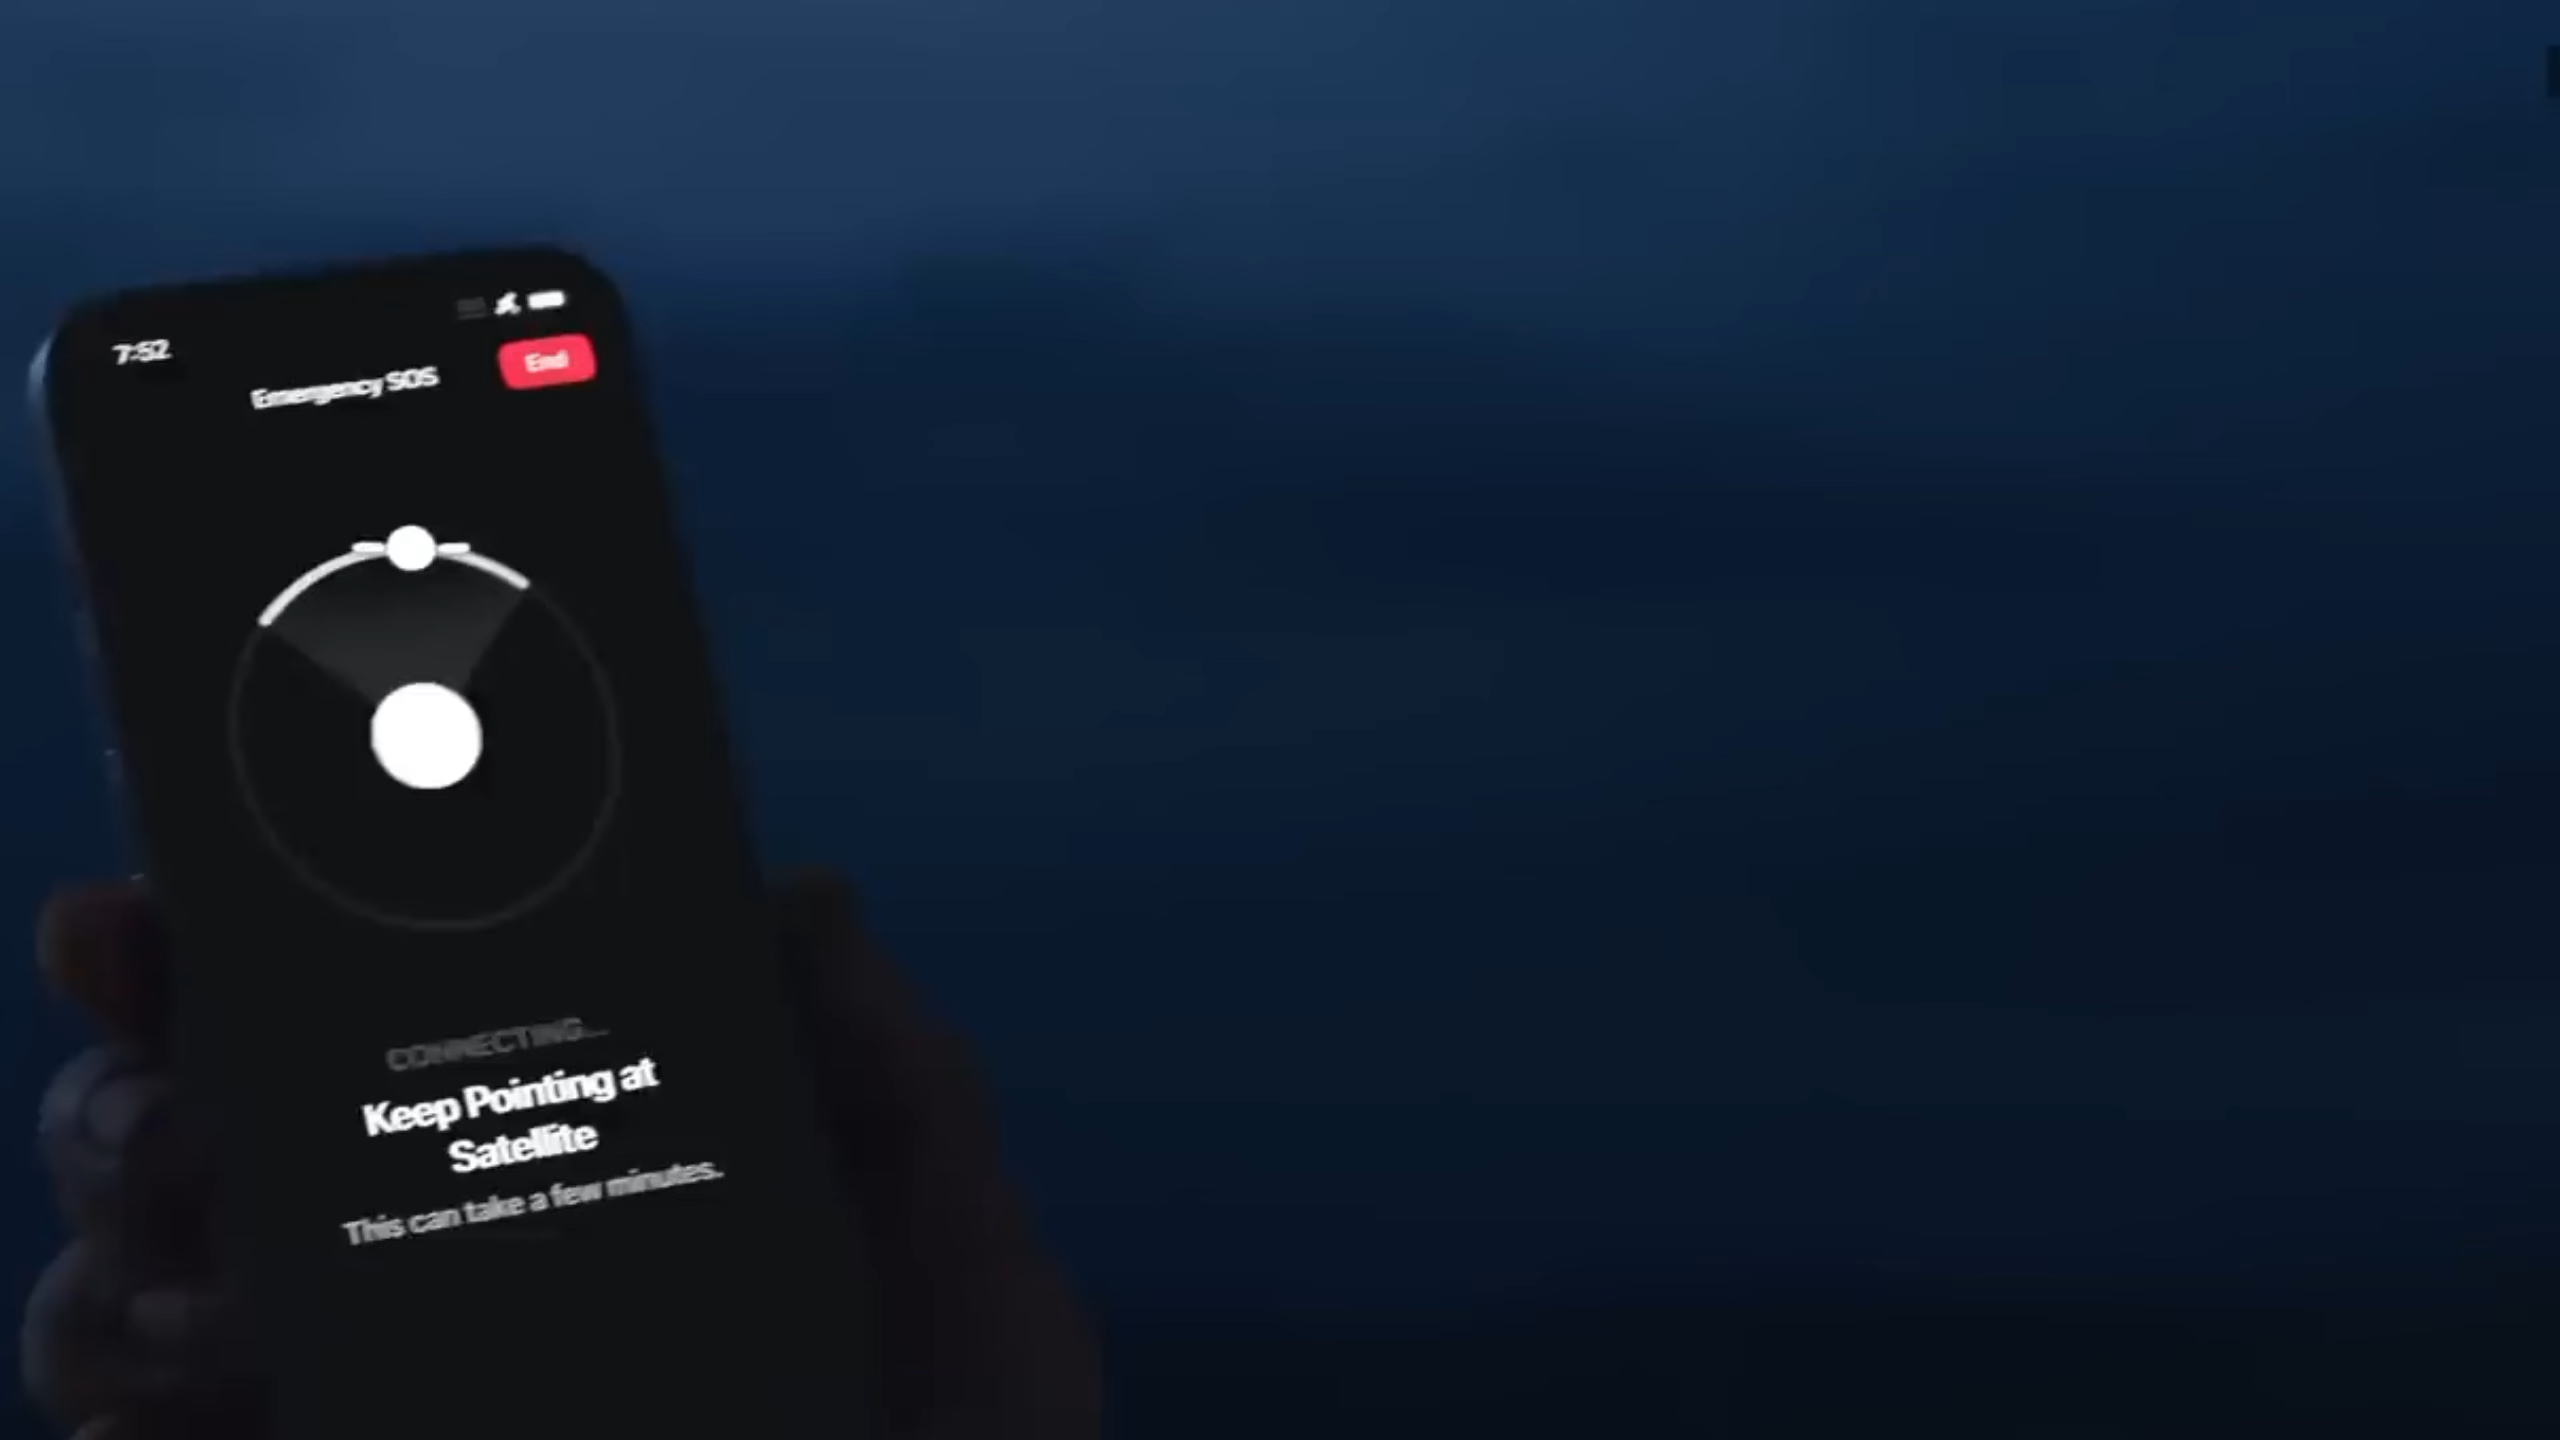 7:52
Emergency SOS
End
CONNECTING...
Keep Pointing at
Satellite
This can take a few minutes.